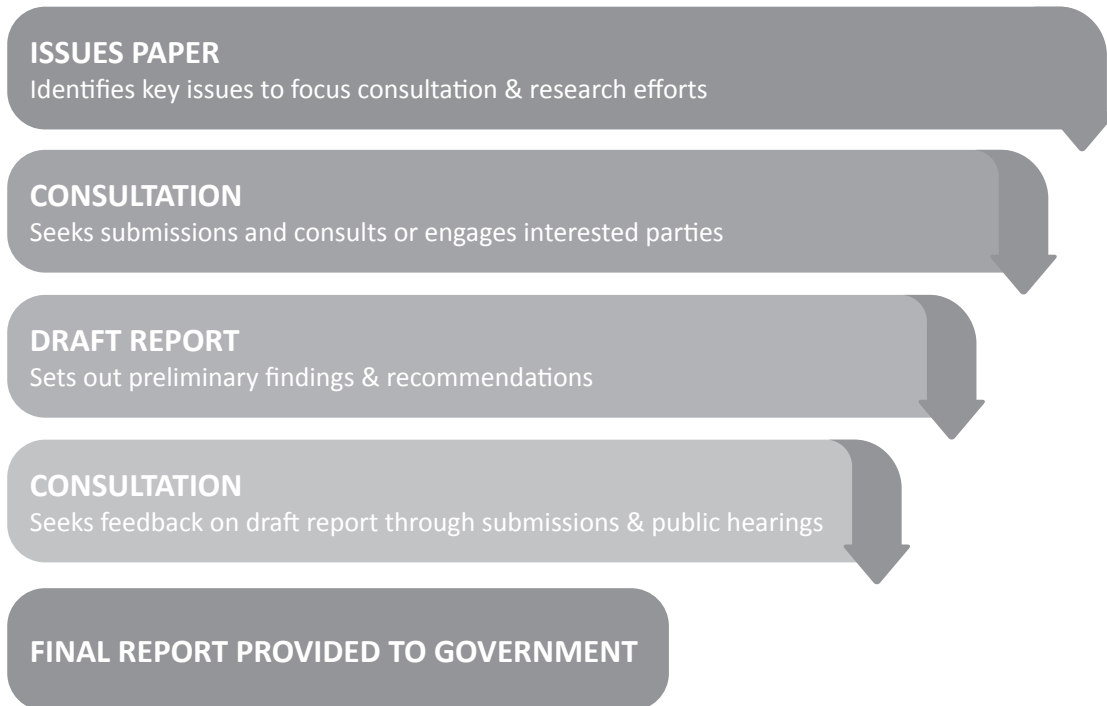 ISSUES PAPER
Identifies key issues to focus consultation & research efforts
CONSULTATION
Seeks submissions and consults or engages interested parties
DRAFT REPORT
Sets out preliminary findings & recommendations
CONSULTATION
Seeks feedback on draft report through submissions & public hearings
FINAL REPORT PROVIDED TO GOVERNMENT